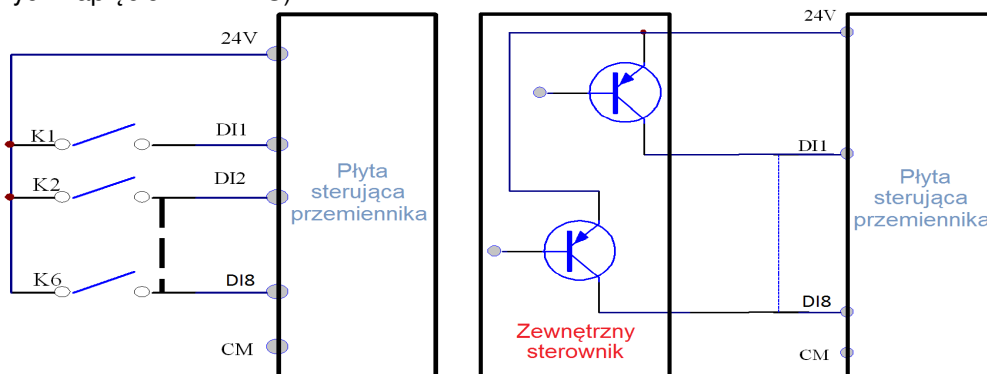 24V
K1
DI1
K2
DI2
K6
DI8
CM
Płyta
sterująca
przemiennika
24V
DI1
DI8
CM
Zewnętrzny
sterownik
Płyta
sterująca
przemiennika